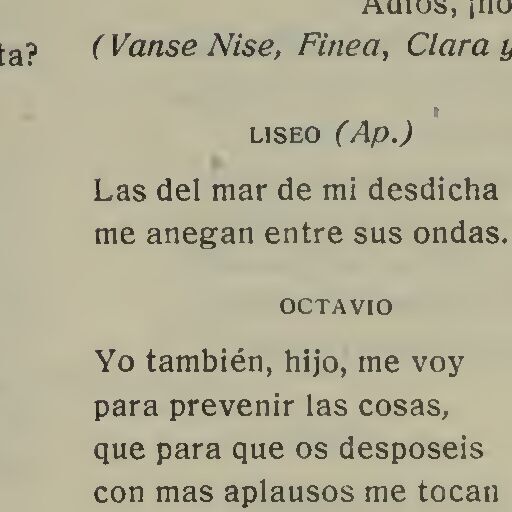 Adios, ¡no
ta?
(Vanse Nise, Finea, Clara y
LISEO (Ap.)
Las del mar de mi desdicha
me anegan entre sus ondas.
OCTAVIO
Yo también, hijo, me voy
para prevenir las cosas,
que para que os desposeis
con mas aplausos me tocan